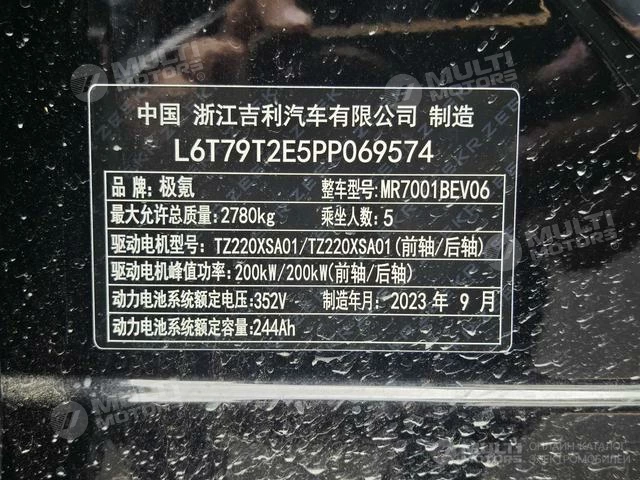 中国 浙江吉利汽车有限公司 制造
L6T79T2E5PP069574
品牌:极氪 整车型号:MR7001BEV06
最大允许总质量:2780kg 乘坐人数:5
驱动电机型号:TZ220XSA01/TZ220XSA01(前轴/后轴)
驱动电机峰值功率:200kW/200kW(前轴/后轴)
动力电池系统额定电压:352V 制造年月:2023 年 9 月
动力电池系统额定容量:244Ah
MULTI MOTORS
ОНЛАЙН КАТАЛОГ
ЭЛЕКТРОМОБИЛЕЙ